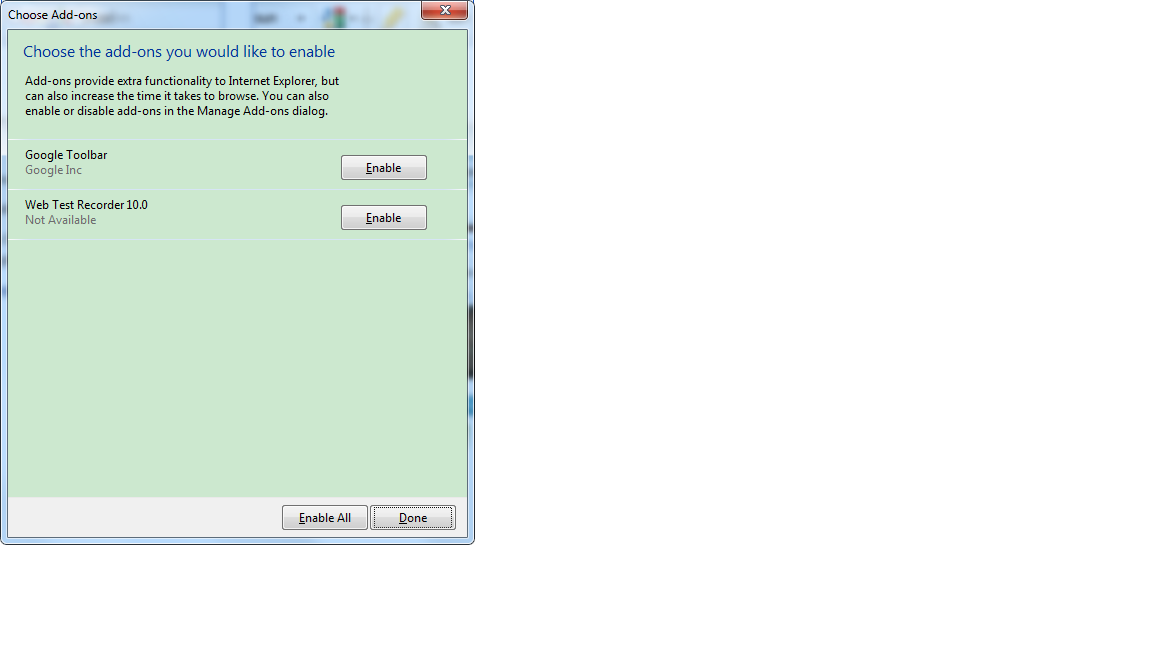 Choose Add-ons
Choose the add-ons you would like to enable
Add-ons provide extra functionality to Internet Explorer, but
can also increase the time it takes to browse. You can also
enable or disable add-ons in the Manage Add-ons dialog.
Google Toolbar
Google Inc
Enable
Web Test Recorder 10.0
Not Available
Enable
Enable All
Done